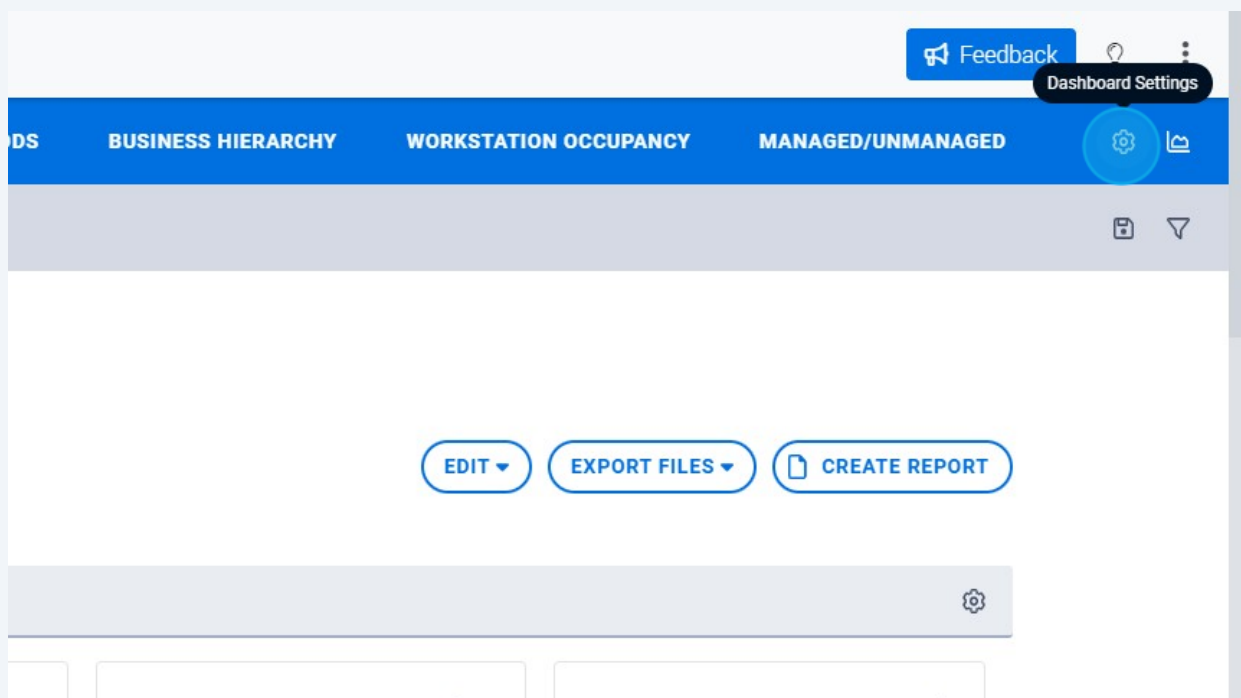 Feedback
Dashboard Settings
BUSINESS HIERARCHY WORKSTATION OCCUPANCY MANAGED/UNMANAGED
EDIT EXPORT FILES CREATE REPORT